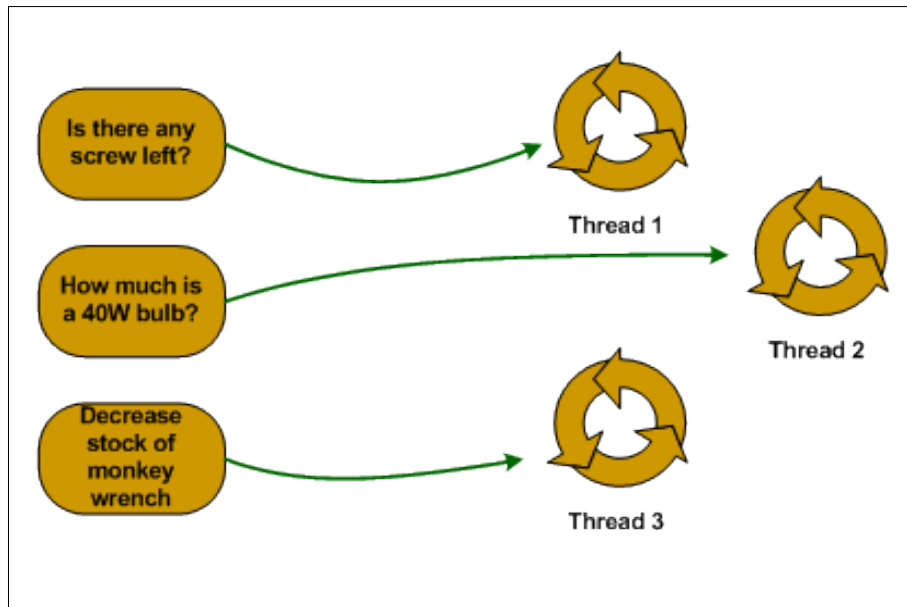 Is there any
screw left?
Thread 1
How much is
a 40W bulb?
Thread 2
Decrease
stock of
monkey
wrench
Thread 3